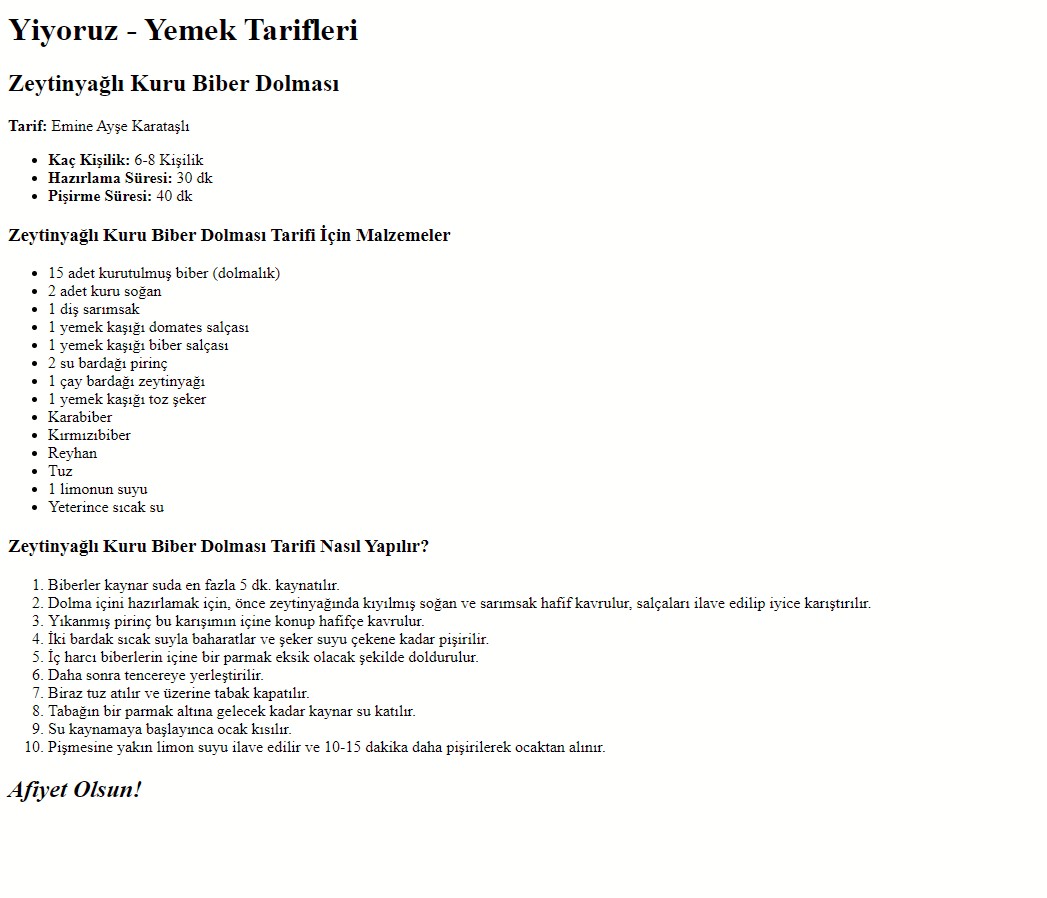 Yiyoruz - Yemek Tarifleri
Zeytinyağlı Kuru Biber Dolması
Tarif: Emine Ayşe Karataşlı
• Kaç Kişilik: 6-8 Kişilik
• Hazırlama Süresi: 30 dk
• Pişirme Süresi: 40 dk
Zeytinyağlı Kuru Biber Dolması Tarifi İçin Malzemeler
• 15 adet kurutulmuş biber (dolmalık)
• 2 adet kuru soğan
• 1 diş sarımsak
• 1 yemek kaşığı domates salçası
• 1 yemek kaşığı biber salçası
• 2 su bardağı pirinç
• 1 çay bardağı zeytinyağı
• 1 yemek kaşığı toz şeker
• Karabiber
• Kırmızıbiber
• Reyhan
• Tuz
• 1 limonun suyu
• Yeterince sıcak su
Zeytinyağlı Kuru Biber Dolması Tarifi Nasıl Yapılır?
1. Biberler kaynar suda en fazla 5 dk. kaynatılır.
2. Dolma içini hazırlamak için, önce zeytinyağında kıyılmış soğan ve sarımsak hafif kavrulur, salçaları ilave edilip iyice karıştırılır.
3. Yıkanmış pirinç bu karışımın içine konup hafifçe kavrulur.
4. İki bardak sıcak suyla baharatlar ve şeker suyu çekene kadar pişirilir.
5. İç harcı biberlerin içine bir parmak eksik olacak şekilde doldurulur.
6. Daha sonra tencereye yerleştirilir.
7. Biraz tuz atılır ve üzerine tabak kapatılır.
8. Tabağın bir parmak altına gelecek kadar kaynar su katılır.
9. Su kaynamaya başlayınca ocak kısılır.
10. Pişmesine yakın limon suyu ilave edilir ve 10-15 dakika daha pişirilerek ocaktan alınır.
Afiyet Olsun!